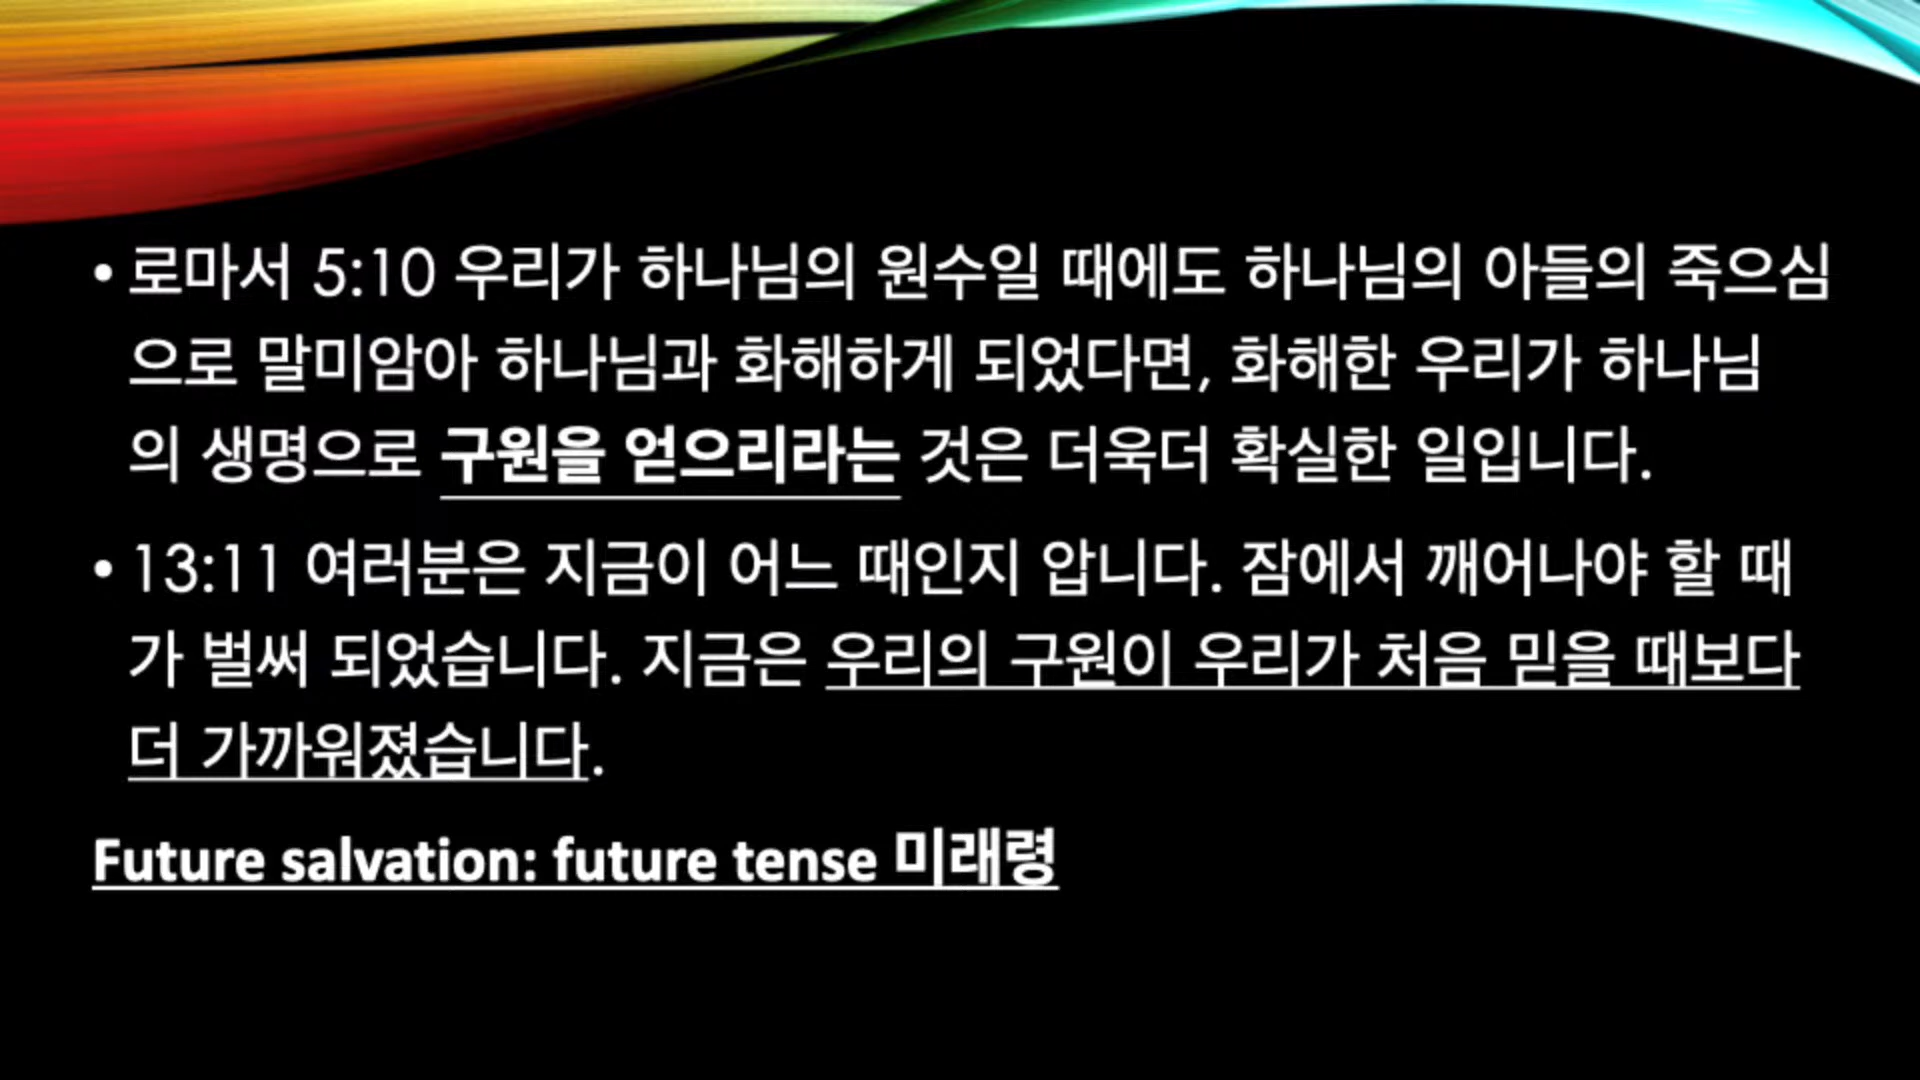 • 로마서 5:10 우리가 하나님의 원수일 때에도 하나님의 아들의 죽으심
으로 말미암아 하나님과 화해하게 되었다면, 화해한 우리가 하나님
의 생명으로 구원을 얻으리라는 것은 더욱더 확실한 일입니다.
• 13:11 여러분은 지금이 어느 때인지 압니다. 잠에서 깨어나야 할 때
가 벌써 되었습니다. 지금은 우리의 구원이 우리가 처음 믿을 때보다
더 가까워졌습니다.
Future salvation: future tense 미래령